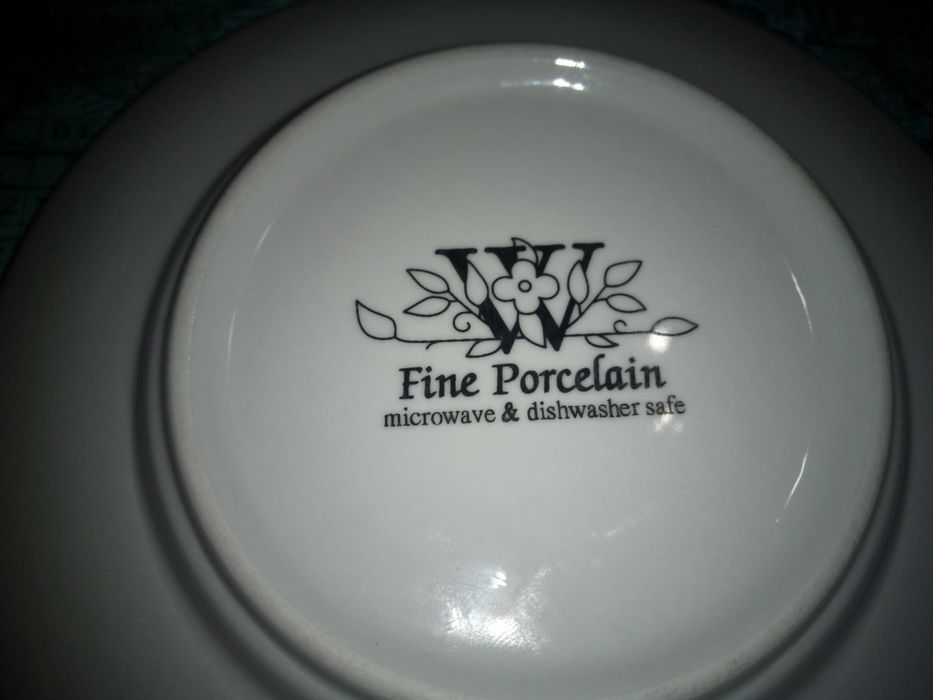 W
Fine Porcelain
microwave & dishwasher safe